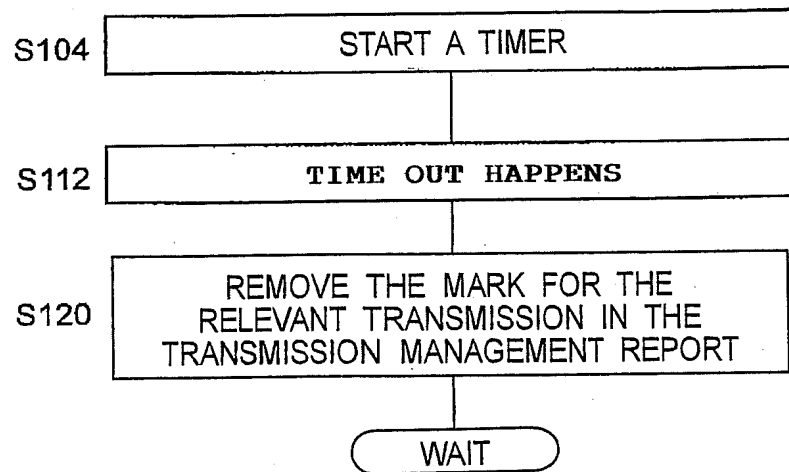 S104 START A TIMER
S112 TIME OUT HAPPENS
S120 REMOVE THE MARK FOR THE
RELEVANT TRANSMISSION IN THE
TRANSMISSION MANAGEMENT REPORT
WAIT